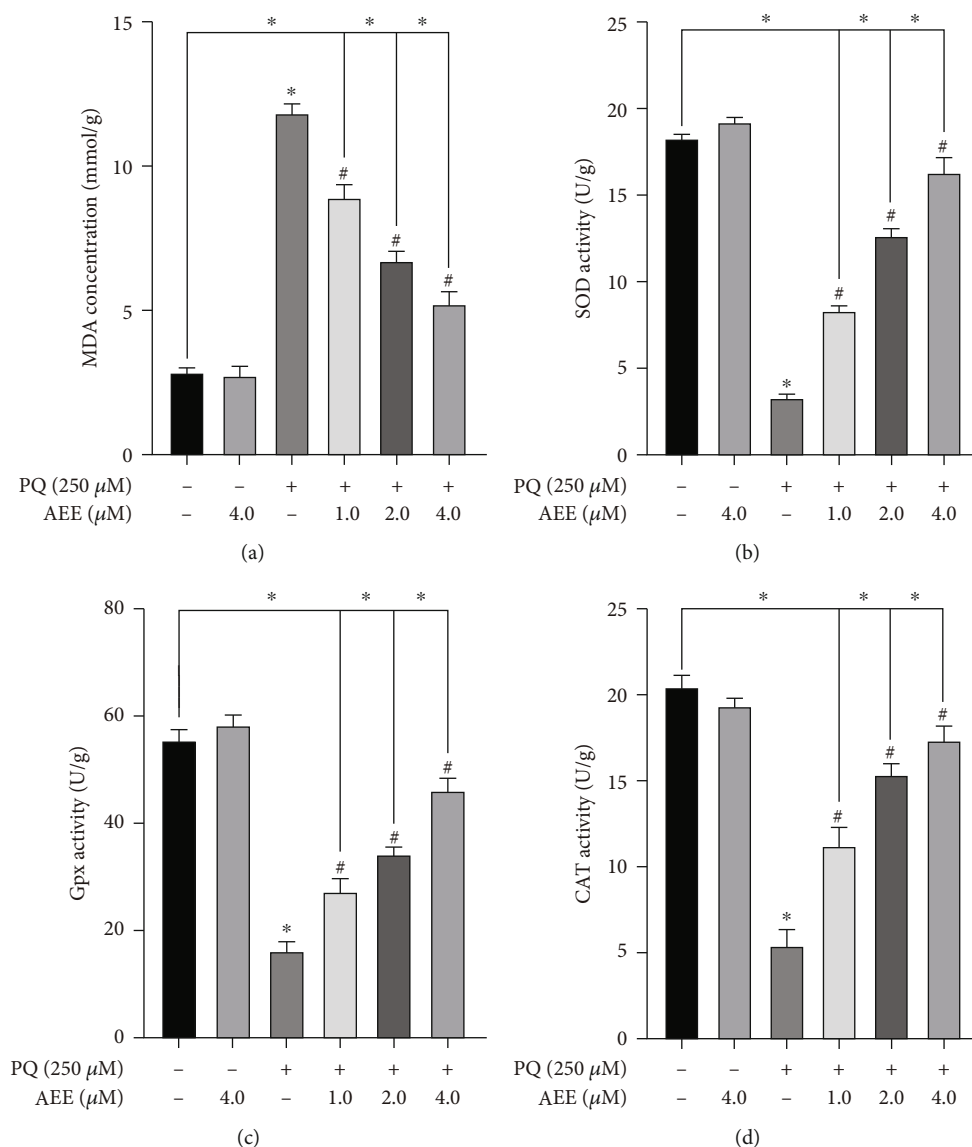 * * *
15
10
5
0
MDA concentration (mmol/g)
*
#
#
#
PQ (250 μM) – – + + + +
AEE (μM) – 4.0 – 1.0 2.0 4.0
(a)
* * *
25
20
15
10
5
0
SOD activity (U/g)
*
#
#
#
PQ (250 μM) – – + + + +
AEE (μM) – 4.0 – 1.0 2.0 4.0
(b)
* * *
80
60
40
20
0
Gpx activity (U/g)
*
#
#
#
PQ (250 μM) – – + + + +
AEE (μM) – 4.0 – 1.0 2.0 4.0
(c)
* * *
25
20
15
10
5
0
CAT activity (U/g)
*
#
#
#
PQ (250 μM) – – + + + +
AEE (μM) – 4.0 – 1.0 2.0 4.0
(d)